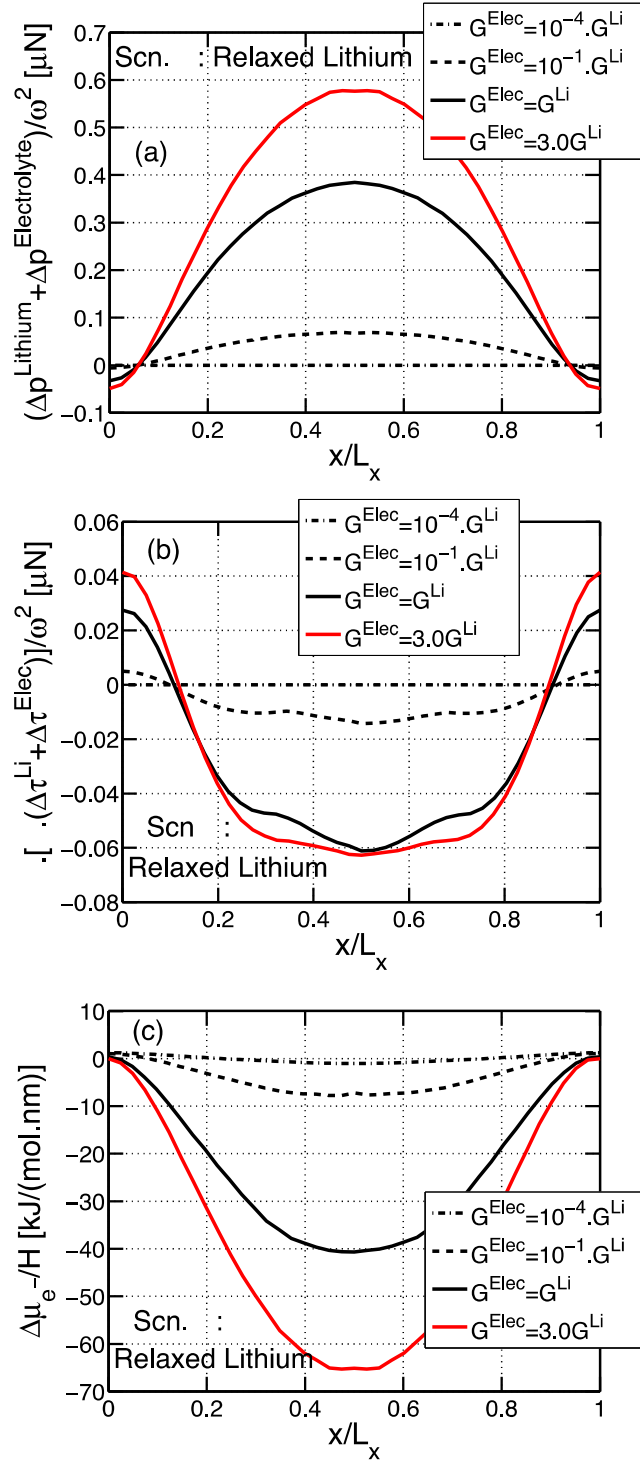 G^Elec=10^−4.G^Li
G^Elec=10^−1.G^Li
G^Elec=G^Li
G^Elec=3.0G^Li
Scn. : Relaxed Lithium
(a)
(Δp^Lithium+Δp^Electrolyte)/ω² [μN]
0.7
0.6
0.5
0.4
0.3
0.2
0.1
0
−0.1
0 0.2 0.4 0.6 0.8 1
x/L_x
G^Elec=10^−4.G^Li
G^Elec=10^−1.G^Li
G^Elec=G^Li
G^Elec=3.0G^Li
(b)
.[ .(Δτ^Li+Δτ^Elec)]/ω² [μN]
0.06
0.04
0.02
0
−0.02
−0.04
−0.06
−0.08
Scn :
Relaxed Lithium
0 0.2 0.4 0.6 0.8 1
x/L_x
(c)
Δμ_e^−/H [kJ/(mol.nm)]
10
0
−10
−20
−30
−40
−50
−60
−70
G^Elec=10^−4.G^Li
G^Elec=10^−1.G^Li
G^Elec=G^Li
G^Elec=3.0G^Li
Scn. :
Relaxed Lithium
0 0.2 0.4 0.6 0.8 1
x/L_x